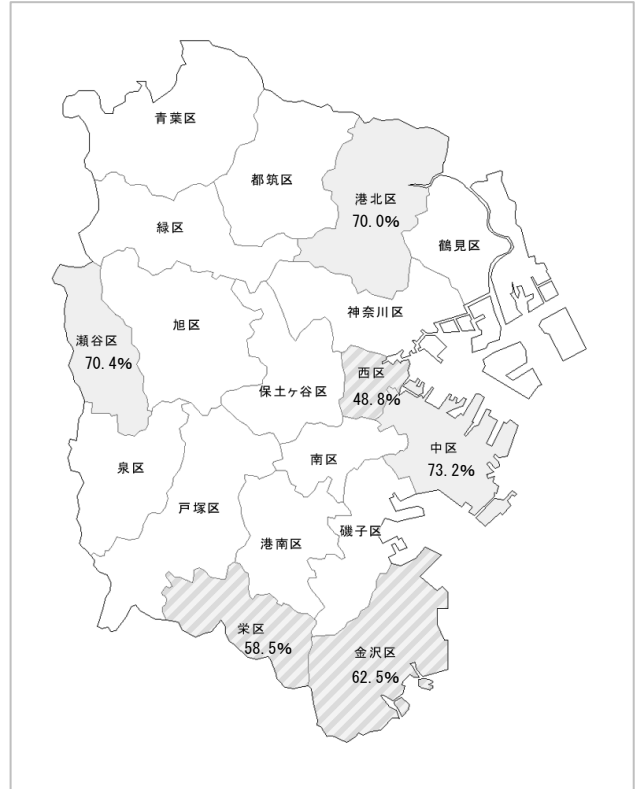 青葉区
都筑区
港北区
70.0%
緑区
鶴見区
神奈川区
旭区
瀬谷区
70.4%
西区
48.8%
保土ヶ谷区
中区
73.2%
南区
泉区
戸塚区
港南区
磯子区
栄区
58.5%
金沢区
62.5%